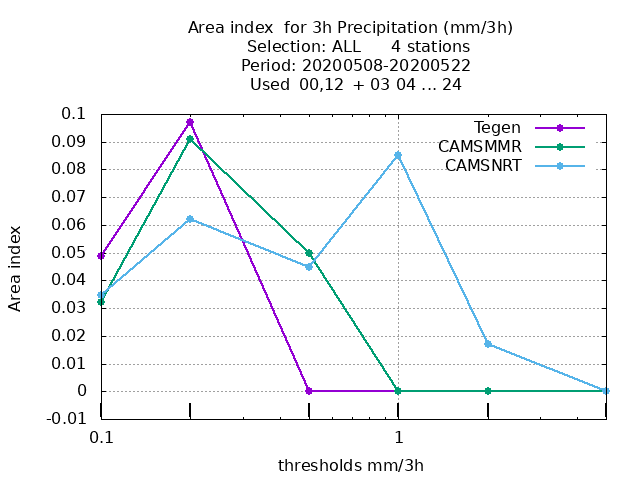 Area index  for 3h Precipitation (mm/3h)
Selection: ALL      4 stations
Period: 20200508-20200522
Used  00,12  + 03 04 ... 24
Tegen
CAMSMMR
CAMSNRT
0.1
0.09
0.08
0.07
0.06
0.05
0.04
0.03
0.02
0.01
0
-0.01
Area index
0.1
1
thresholds mm/3h